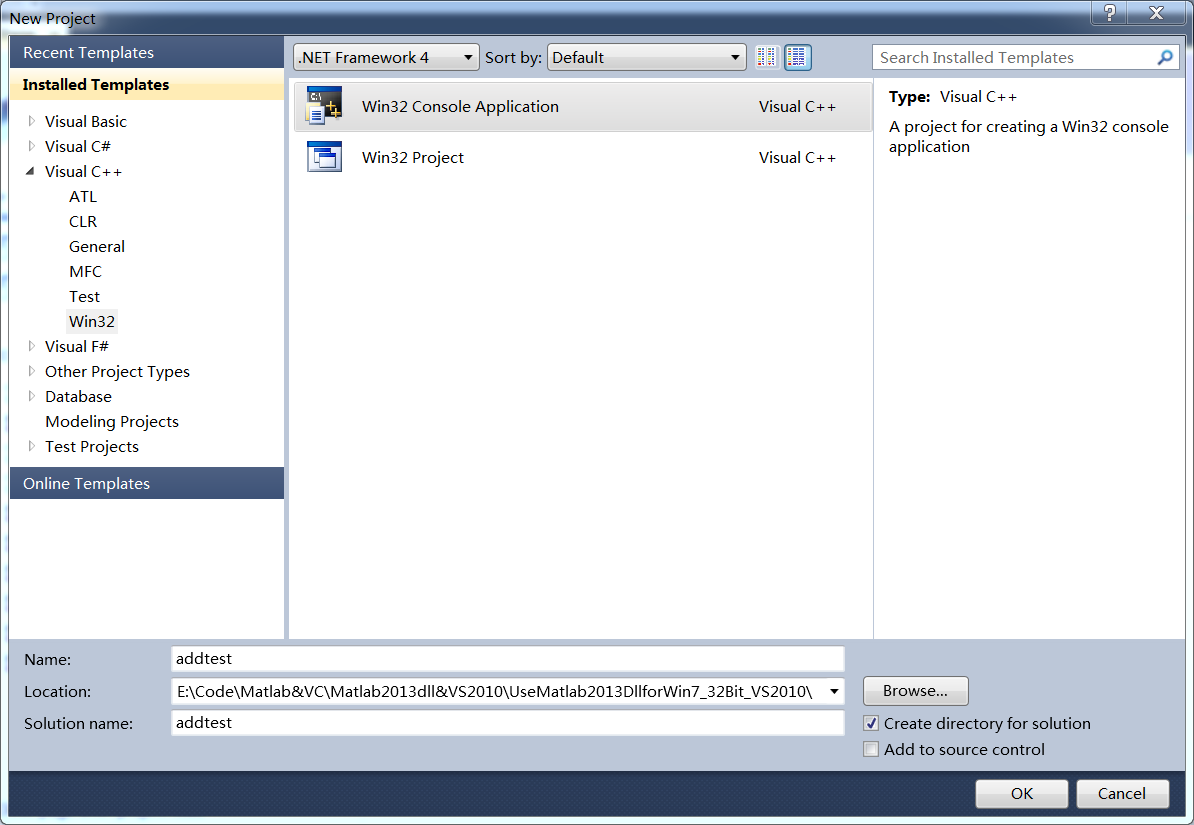 New Project
Recent Templates
Installed Templates
Visual Basic
Visual C#
Visual C++
ATL
CLR
General
MFC
Test
Win32
Visual F#
Other Project Types
Database
Modeling Projects
Test Projects
Online Templates
.NET Framework 4 Sort by: Default
Win32 Console Application Visual C++
Win32 Project Visual C++
Search Installed Templates
Type: Visual C++
A project for creating a Win32 console
application
Name: addtest
Location: E:\Code\Matlab&VC\Matlab2013dll&VS2010\UseMatlab2013DllforWin7_32Bit_VS2010\ Browse...
Solution name: addtest
Create directory for solution
Add to source control
OK Cancel